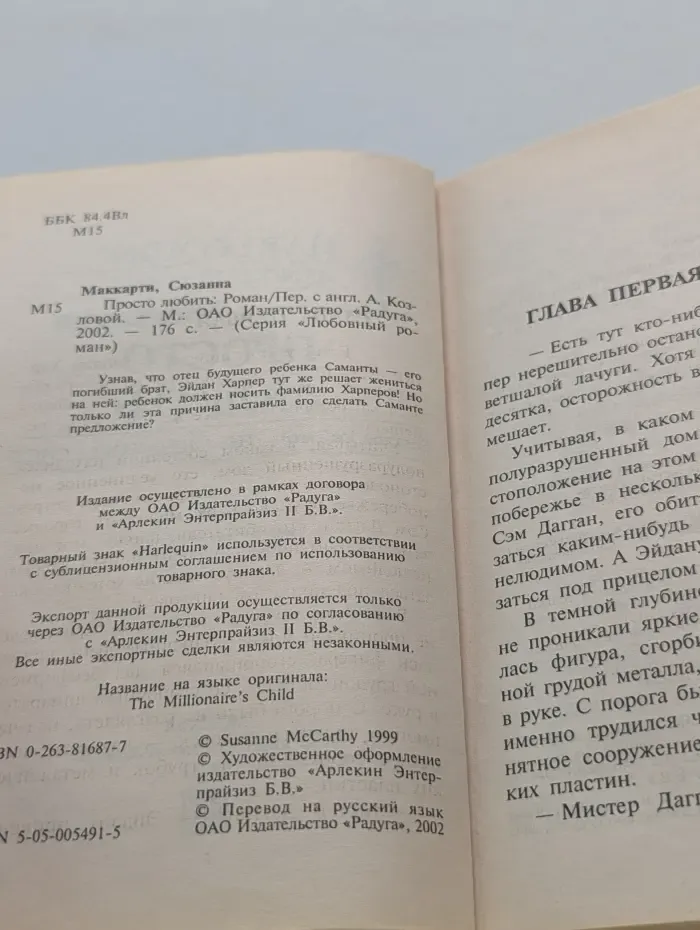 ББК 84.4Вл
М15
Маккарти, Сюзанна
М15 Просто любить: Роман/Пер. с англ. А. Коз-
ловой. — М.: ОАО Издательство «Радуга»,
2002. — 176 с. — (Серия «Любовный ро-
ман»)
Узнав, что отец будущего ребенка Саманты — его
погибший брат, Эйдан Харпер тут же решает жениться
на ней: ребенок должен носить фамилию Харперов! Но
только ли эта причина заставила его сделать Саманте
предложение?
Издание осуществлено в рамках договора
между ОАО Издательство «Радуга»
и «Арлекин Энтерпрайзиз II Б.В.».
Товарный знак «Harlequin» используется в соответствии
с сублицензионным соглашением по использованию
товарного знака.
Экспорт данной продукции осуществляется только
через ОАО Издательство «Радуга» по согласованию
с «Арлекин Энтерпрайзиз II Б.В.».
Все иные экспортные сделки являются незаконными.
Название на языке оригинала:
The Millionaire's Child
BN 0-263-81687-7
N 5-05-005491-5
© Susanne McCarthy 1999
© Художественное оформление
издательство «Арлекин Энтер-
прайзиз Б.В.»
© Перевод на русский язык
ОАО Издательство «Радуга», 2002
ГЛАВА ПЕРВАЯ
— Есть тут кто-ниб
пер нерешительно остано
ветшалой лачуги. Хотя
десятка, осторожность в
мешает.
Учитывая, в каком
полуразрушенный дом
стоположение на этом
побережье в нескольк
Сэм Дагган, его обит
заться каким-нибудь
нелюдимом. А Эйдану
заться под прицелом
В темной глубин
не проникали яркие
лась фигура, сгорби
ной грудой металла,
в руке. С порога бы
именно трудился ч
нятное сооружение
ких пластин.
— Мистер Дагг